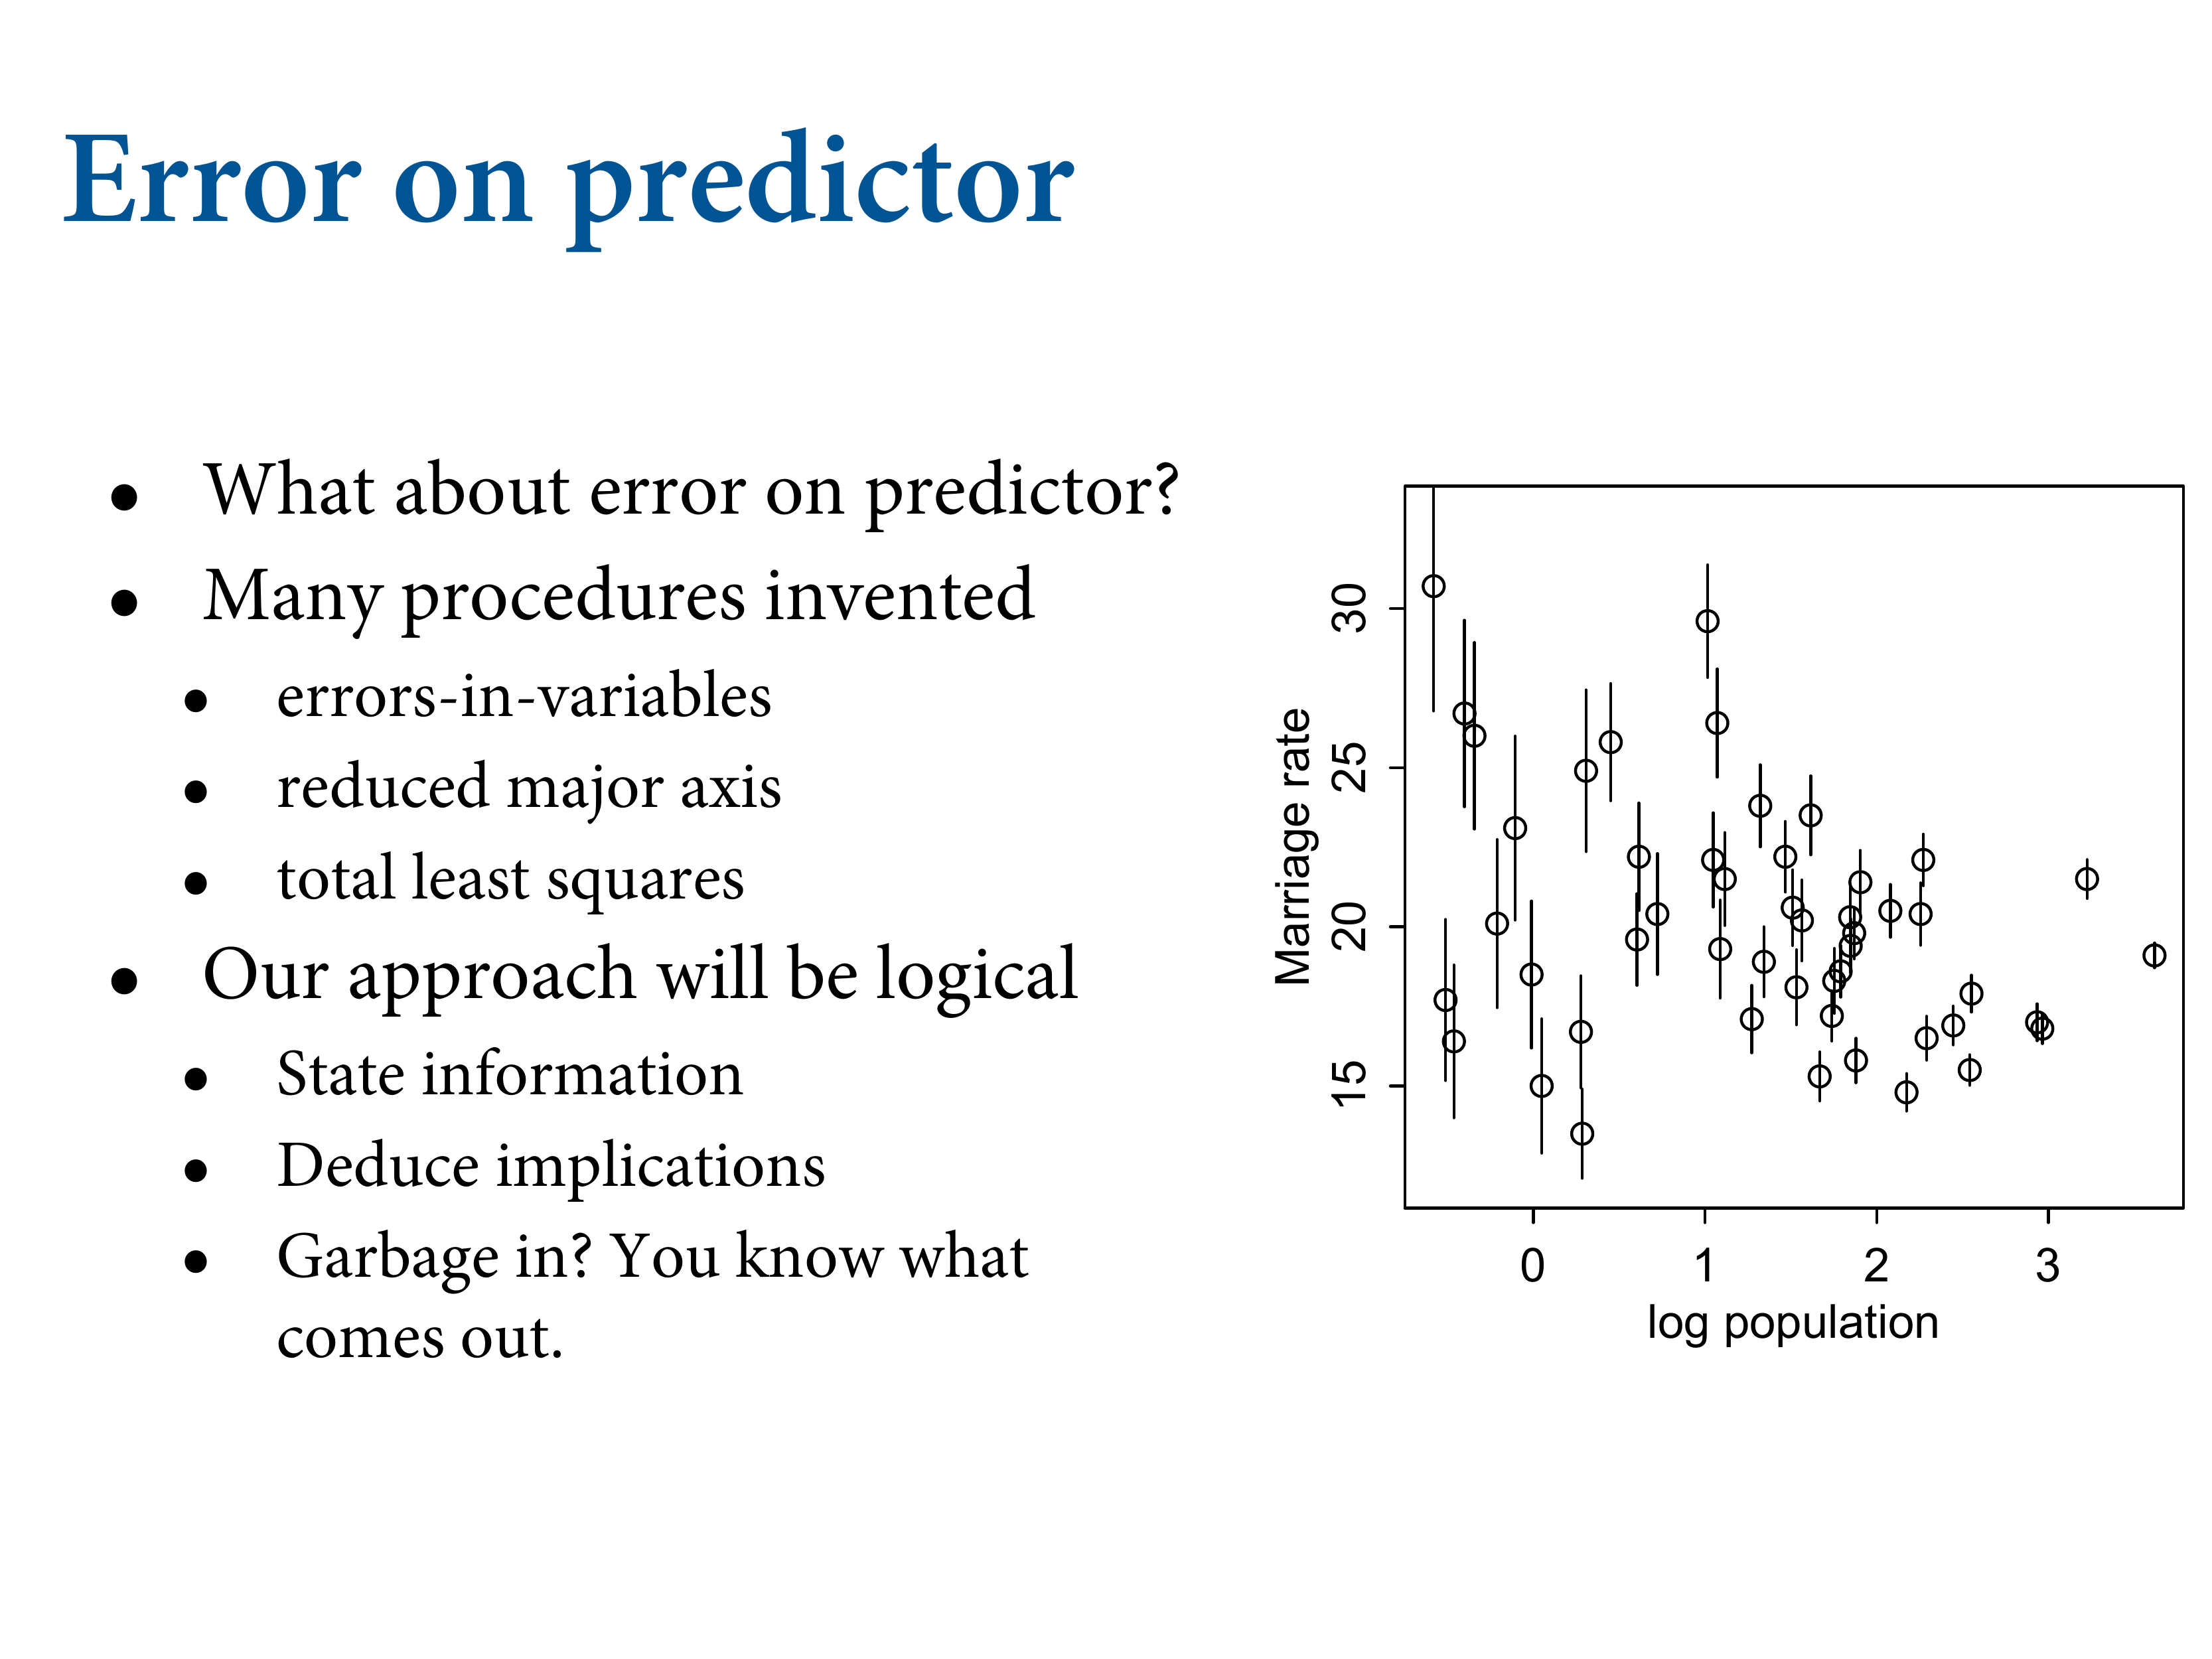 Error on predictor
• What about error on predictor?
• Many procedures invented
• errors-in-variables
• reduced major axis
• total least squares
• Our approach will be logical
• State information
• Deduce implications
• Garbage in? You know what
comes out.
Marriage rate
30
25
20
15
0 1 2 3
log population